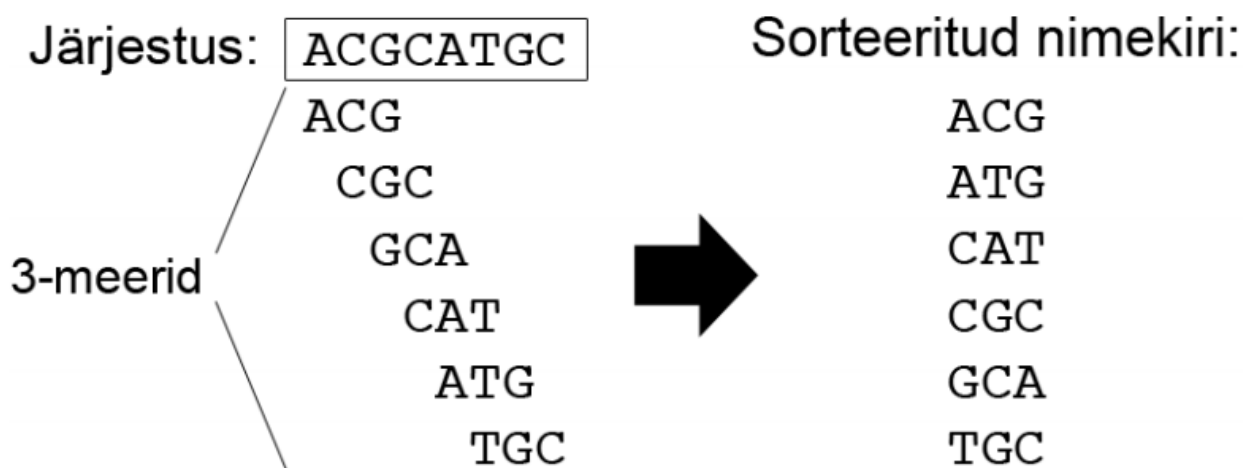 Järjestus: ACGCATGC
ACG
CGC
GCA
CAT
ATG
TGC
3-meerid
Sorteeritud nimekiri:
ACG
ATG
CAT
CGC
GCA
TGC